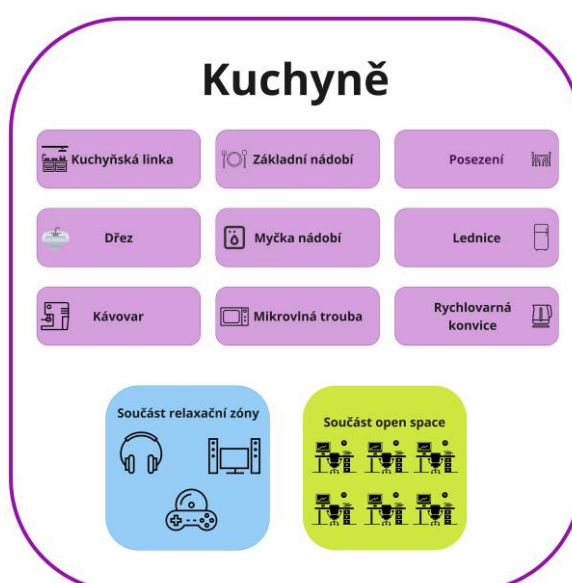 Kuchyně
Kuchyňská linka
Základní nádobí
Posezení
Dřez
Myčka nádobí
Lednice
Kávovar
Mikrovlná trouba
Rychlovarná
konvice
Součást relaxační zóny
Součást open space